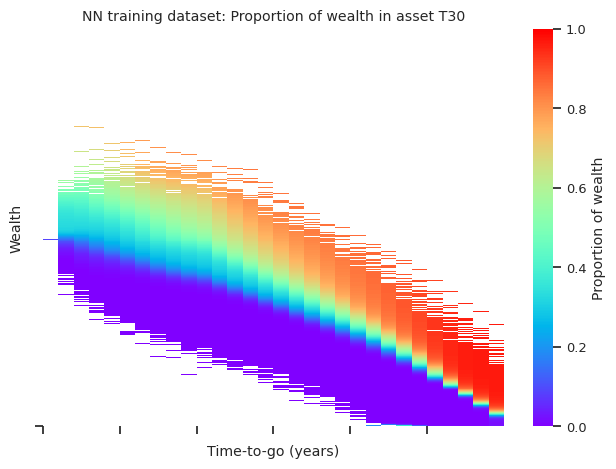 NN training dataset: Proportion of wealth in asset T30
Wealth
Time-to-go (years)
1.0
0.8
0.6
0.4
0.2
0.0
Proportion of wealth